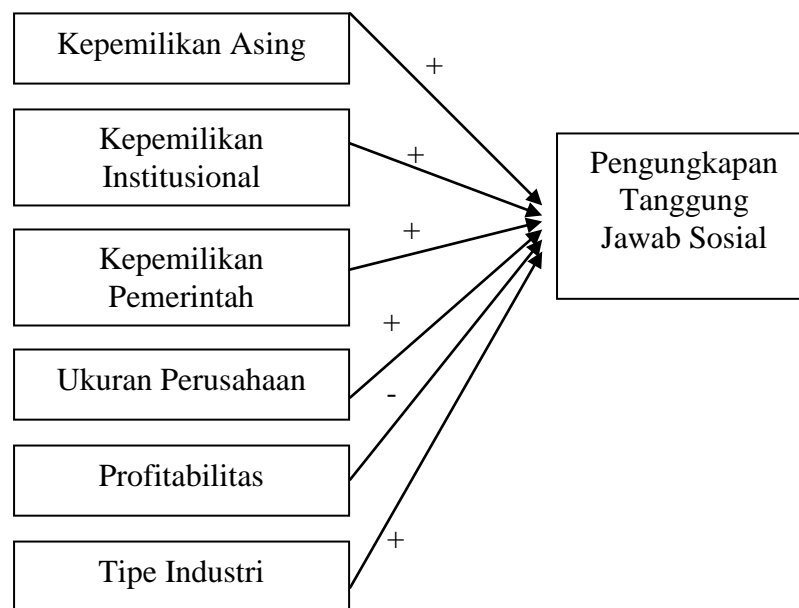 Kepemilikan Asing
+
Kepemilikan
Institusional
+
Kepemilikan
Pemerintah
+
Ukuran Perusahaan
+
Profitabilitas
-
Tipe Industri
+
Pengungkapan
Tanggung
Jawab Sosial